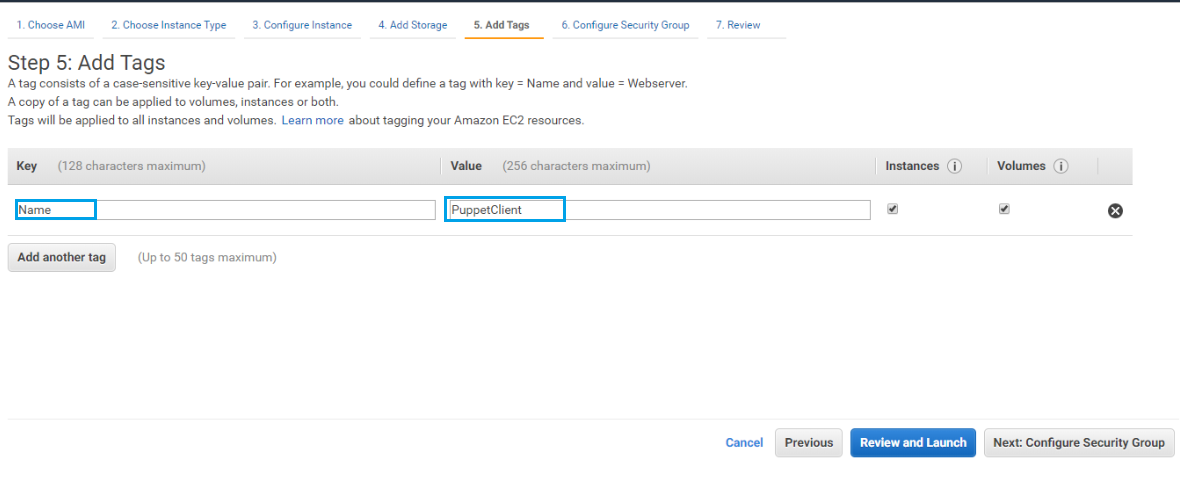 1. Choose AMI 2. Choose Instance Type 3. Configure Instance 4. Add Storage 5. Add Tags 6. Configure Security Group 7. Review
Step 5: Add Tags
A tag consists of a case-sensitive key-value pair. For example, you could define a tag with key = Name and value = Webserver.
A copy of a tag can be applied to volumes, instances or both.
Tags will be applied to all instances and volumes. Learn more about tagging your Amazon EC2 resources.
Key (128 characters maximum) Value (256 characters maximum) Instances i Volumes i
Name PuppetClient
Add another tag (Up to 50 tags maximum)
Cancel Previous Review and Launch Next: Configure Security Group